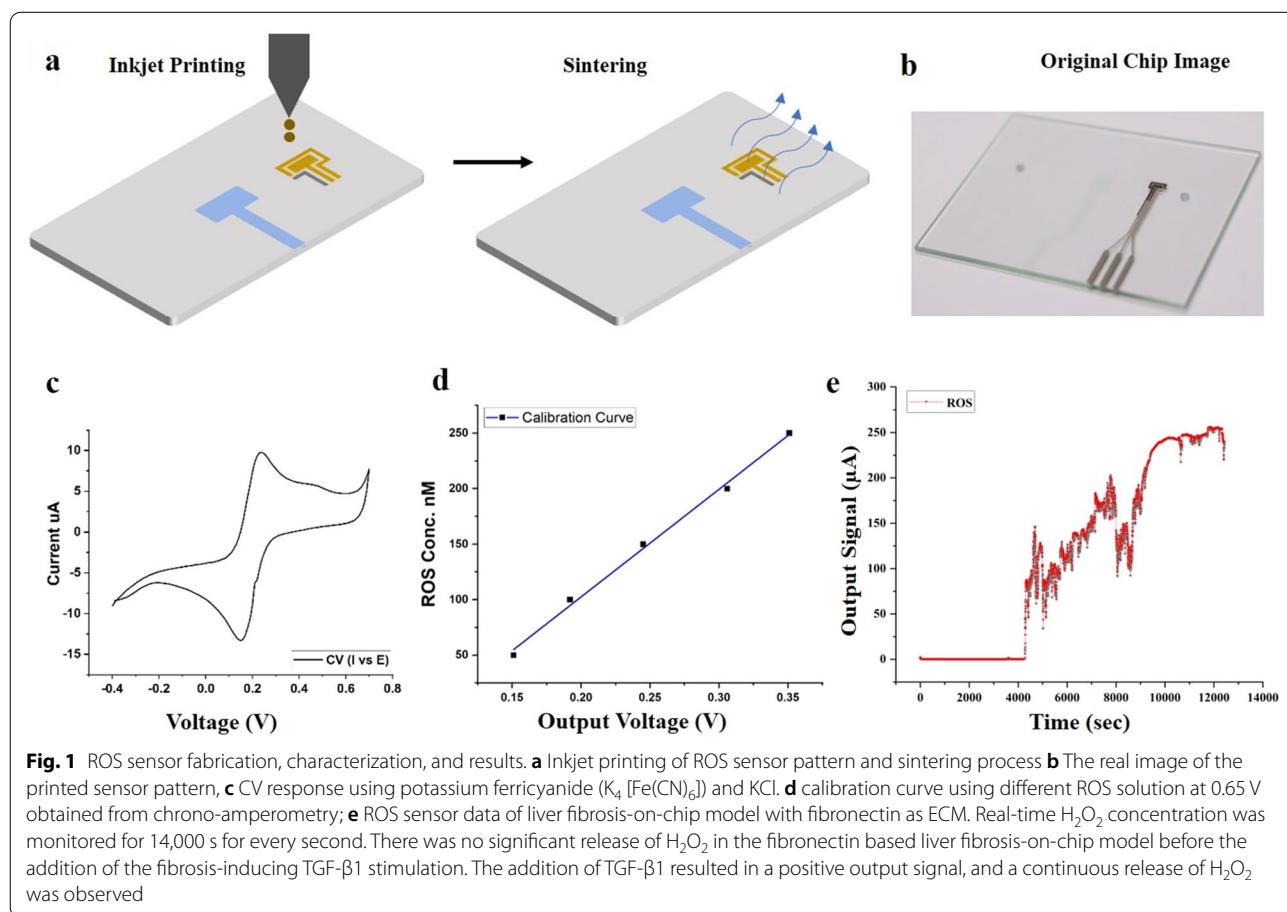 a
Inkjet Printing
Sintering
b
Original Chip Image
c
10
5
0
-5
-10
-15
Current uA
CV (I vs E)
-0.4
-0.2
0.0
0.2
0.4
0.6
0.8
Voltage (V)
d
Calibration Curve
250
200
150
100
50
ROS Conc. nM
0.15
0.20
0.25
0.30
0.35
Output Voltage (V)
e
ROS
300
250
200
150
100
50
0
Output Signal (µA)
0
2000
4000
6000
8000
10000
12000
14000
Time (sec)
Fig. 1 ROS sensor fabrication, characterization, and results. a Inkjet printing of ROS sensor pattern and sintering process b The real image of the
printed sensor pattern, c CV response using potassium ferricyanide (K₄ [Fe(CN)₆]) and KCl. d calibration curve using different ROS solution at 0.65 V
obtained from chrono-amperometry; e ROS sensor data of liver fibrosis-on-chip model with fibronectin as ECM. Real-time H₂O₂ concentration was
monitored for 14,000 s for every second. There was no significant release of H₂O₂ in the fibronectin based liver fibrosis-on-chip model before the
addition of the fibrosis-inducing TGF-β1 stimulation. The addition of TGF-β1 resulted in a positive output signal, and a continuous release of H₂O₂
was observed